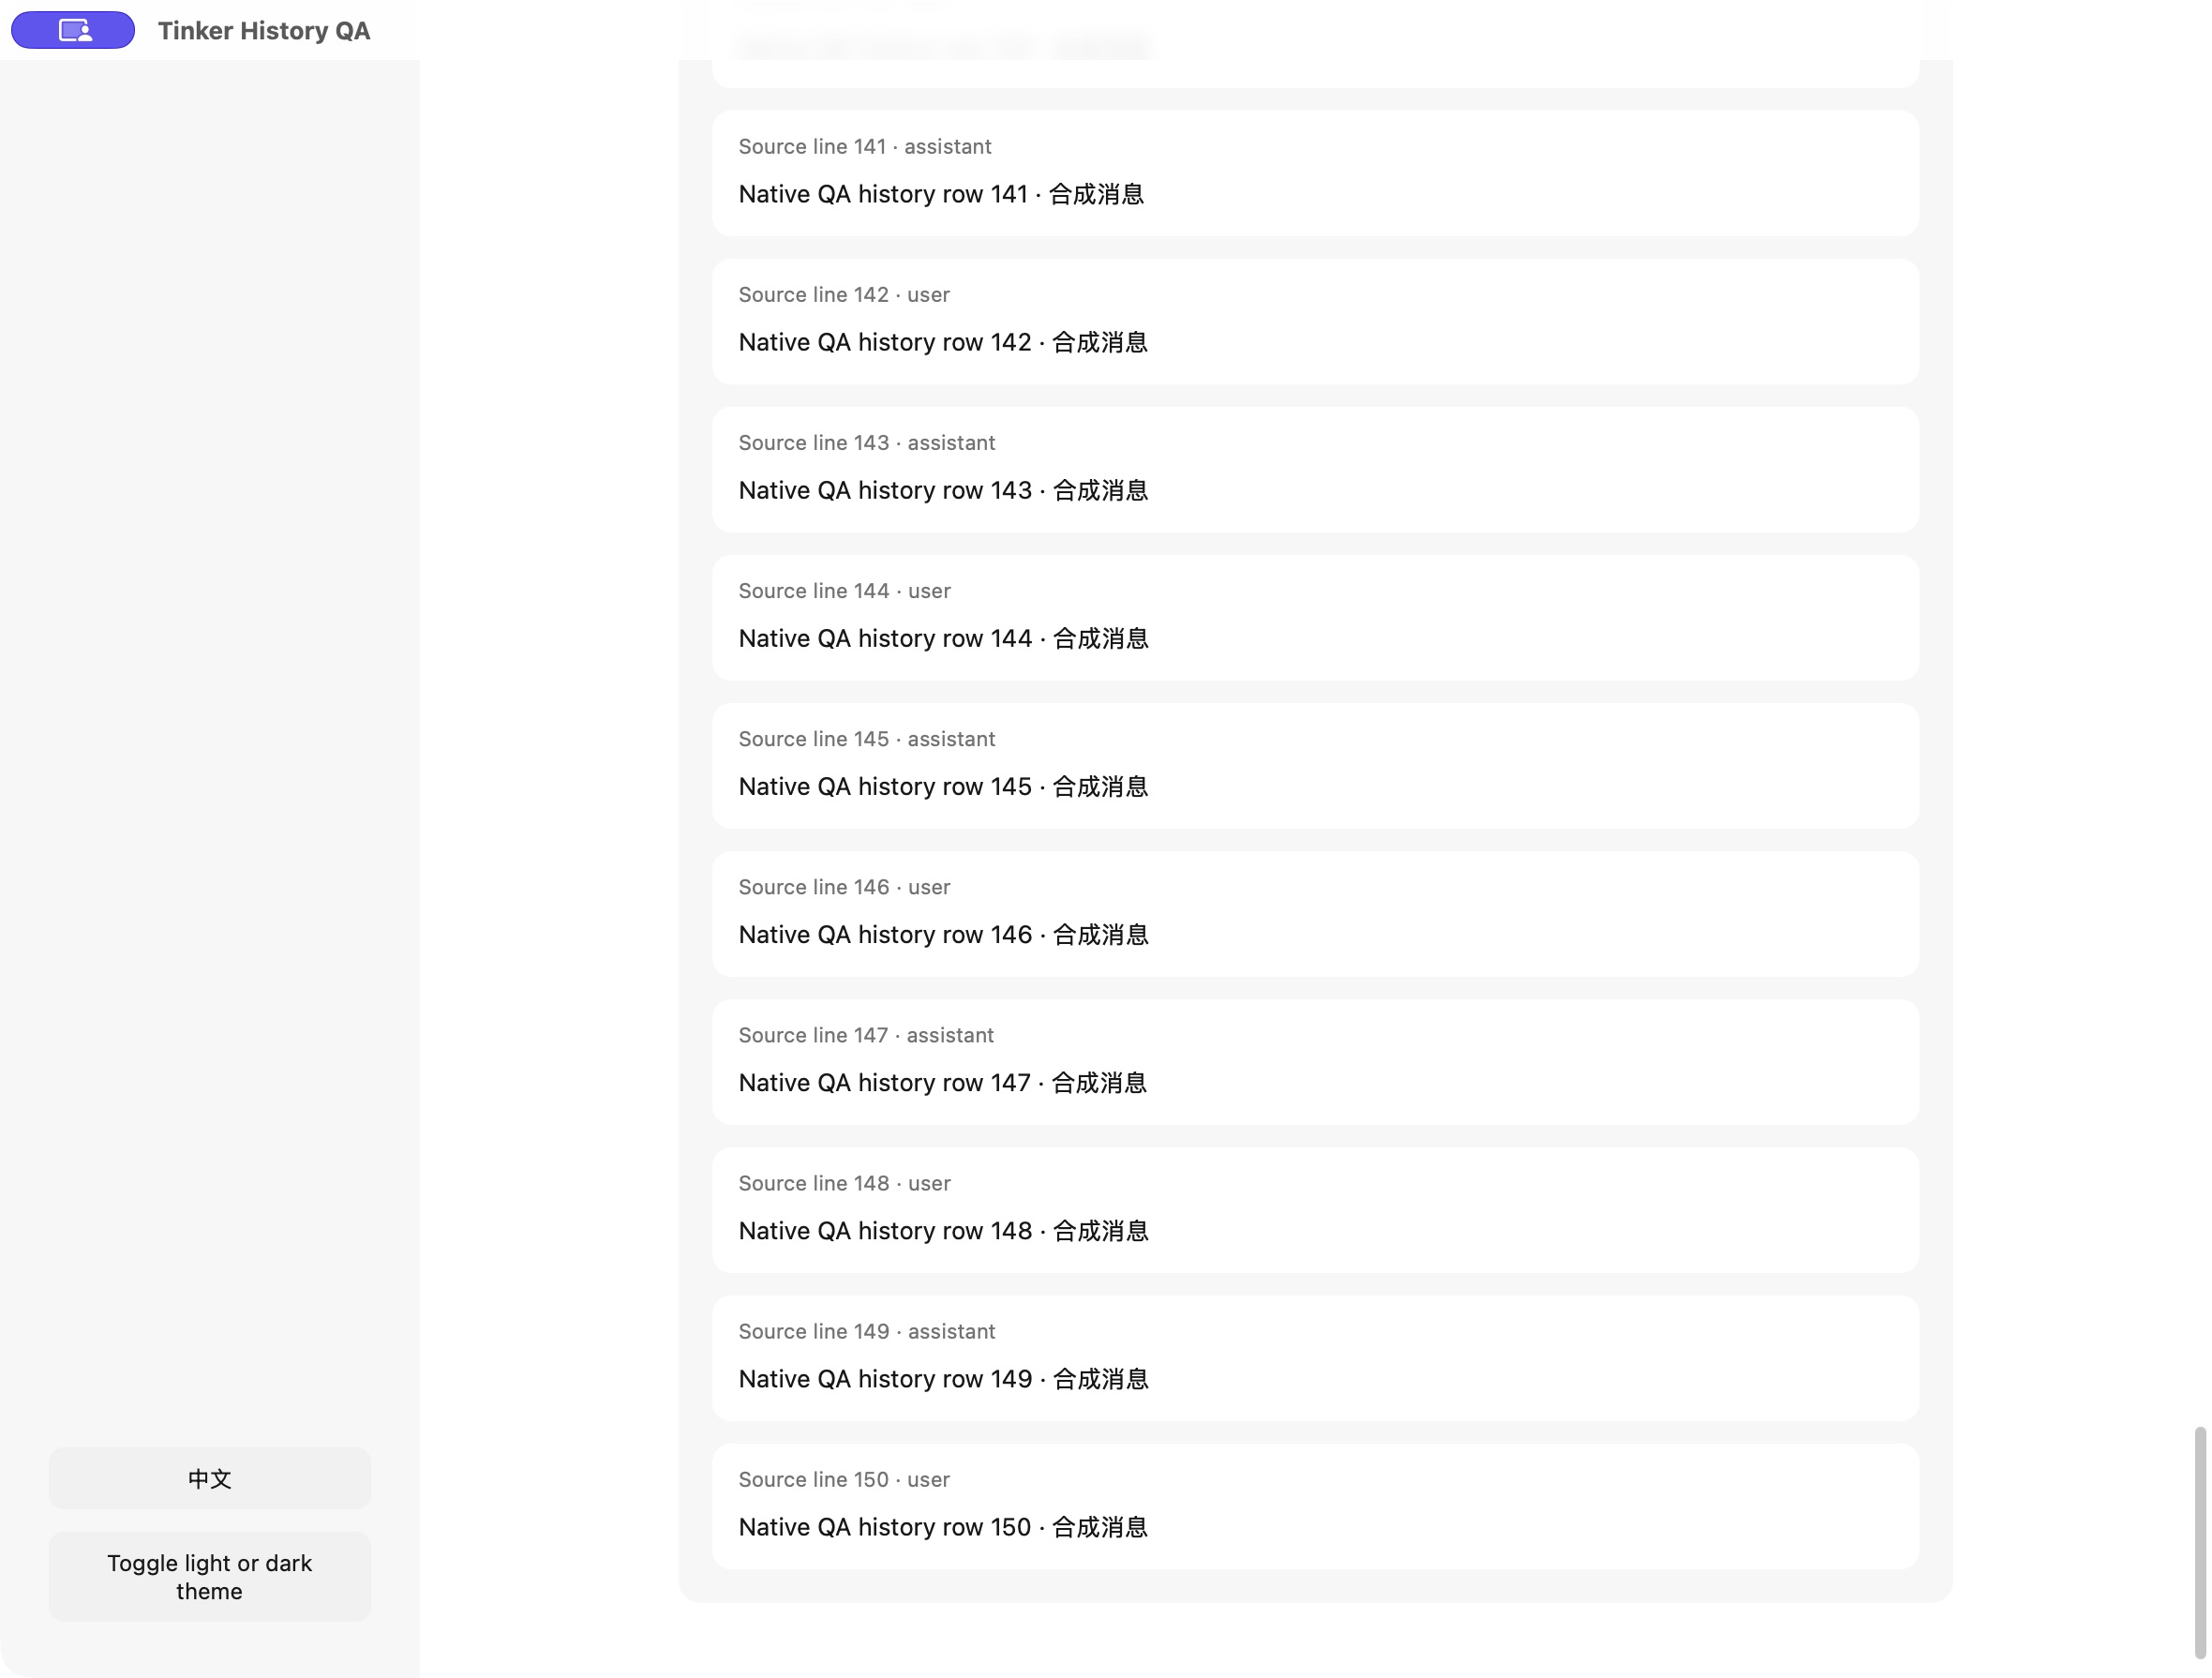 Tinker History QA
Source line 141 · assistant
Native QA history row 141 · 合成消息
Source line 142 · user
Native QA history row 142 · 合成消息
Source line 143 · assistant
Native QA history row 143 · 合成消息
Source line 144 · user
Native QA history row 144 · 合成消息
Source line 145 · assistant
Native QA history row 145 · 合成消息
Source line 146 · user
Native QA history row 146 · 合成消息
Source line 147 · assistant
Native QA history row 147 · 合成消息
Source line 148 · user
Native QA history row 148 · 合成消息
Source line 149 · assistant
Native QA history row 149 · 合成消息
Source line 150 · user
Native QA history row 150 · 合成消息
中文
Toggle light or dark
theme